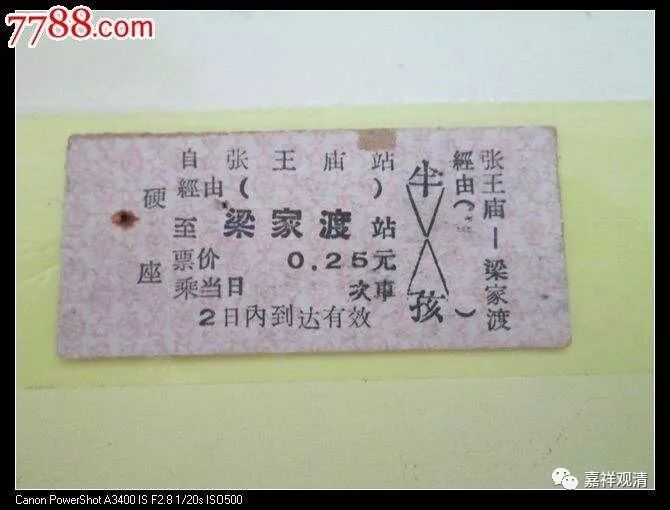 7788.com
自张王庙站
經由( )
至梁家渡站
票价 0.25元
乘当日 次車
2日內到达有效
硬座
半孩
张王庙—梁家渡
經由( )
嘉祥观清
Canon PowerShot A3400 IS F2.8 1/20s ISO500